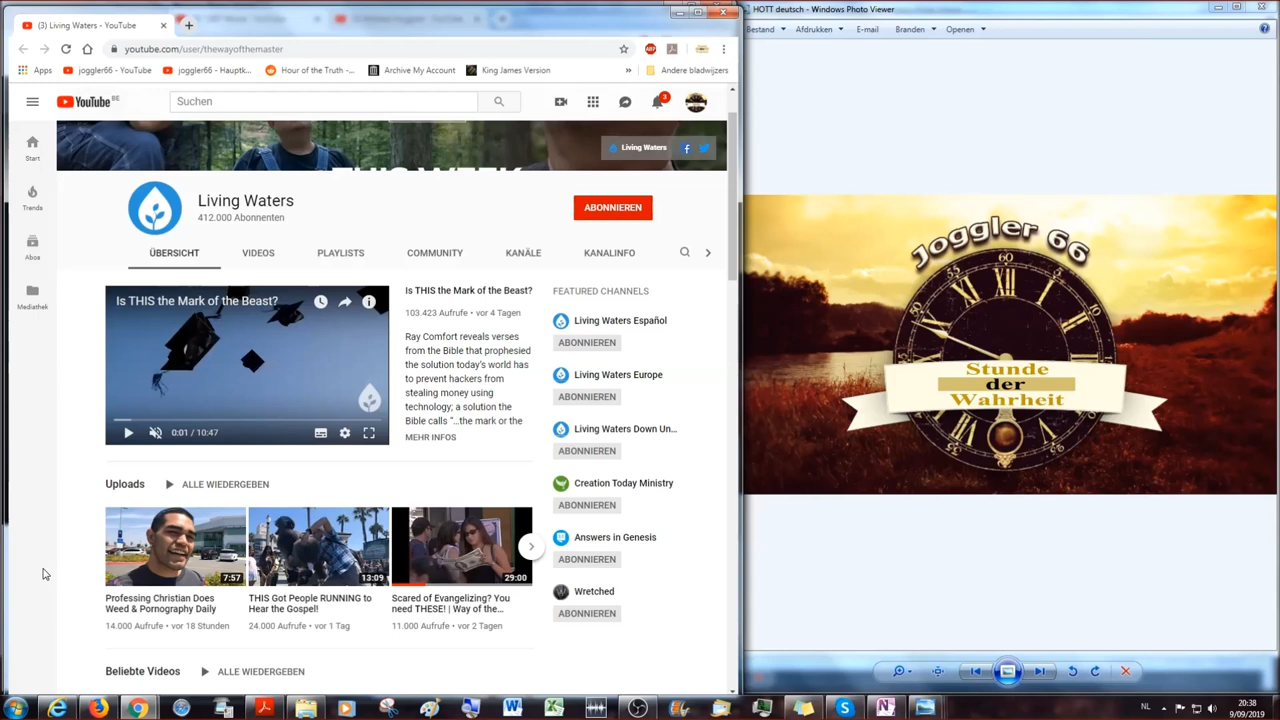 (3) Living Waters - YouTube
youtube.com/user/thewayofthemaster
Apps
joggler66 - YouTube
joggler66 - Hauptk...
Hour of the Truth -...
Archive My Account
King James Version
»
Andere bladwijzers
YouTube BE
Suchen
3
Living Waters
Start
Trends
Abos
Mediathek
Living Waters
412.000 Abonnenten
ABONNIEREN
ÜBERSICHT
VIDEOS
PLAYLISTS
COMMUNITY
KANÄLE
KANALINFO
Is THIS the Mark of the Beast?
0:01 / 10:47
Is THIS the Mark of the Beast?
103.423 Aufrufe • vor 4 Tagen
Ray Comfort reveals verses
from the Bible that prophesied
the solution today's world has
to prevent hackers from
stealing money using
technology; a solution the
Bible calls "...the mark or the
MEHR INFOS
FEATURED CHANNELS
Living Waters Español
ABONNIEREN
Living Waters Europe
ABONNIEREN
Living Waters Down Un...
ABONNIEREN
Creation Today Ministry
ABONNIEREN
Answers in Genesis
ABONNIEREN
Wretched
ABONNIEREN
Uploads
ALLE WIEDERGEBEN
7:57
13:09
29:00
Professing Christian Does
Weed & Pornography Daily
14.000 Aufrufe • vor 18 Stunden
THIS Got People RUNNING to
Hear the Gospel!
24.000 Aufrufe • vor 1 Tag
Scared of Evangelizing? You
need THESE! | Way of the...
11.000 Aufrufe • vor 2 Tagen
Beliebte Videos
ALLE WIEDERGEBEN
HOTT deutsch - Windows Photo Viewer
Bestand
Afdrukken
E-mail
Branden
Openen
Joggler 66
Stunde
der
Wahrheit
NL
20:38
9/09/2019